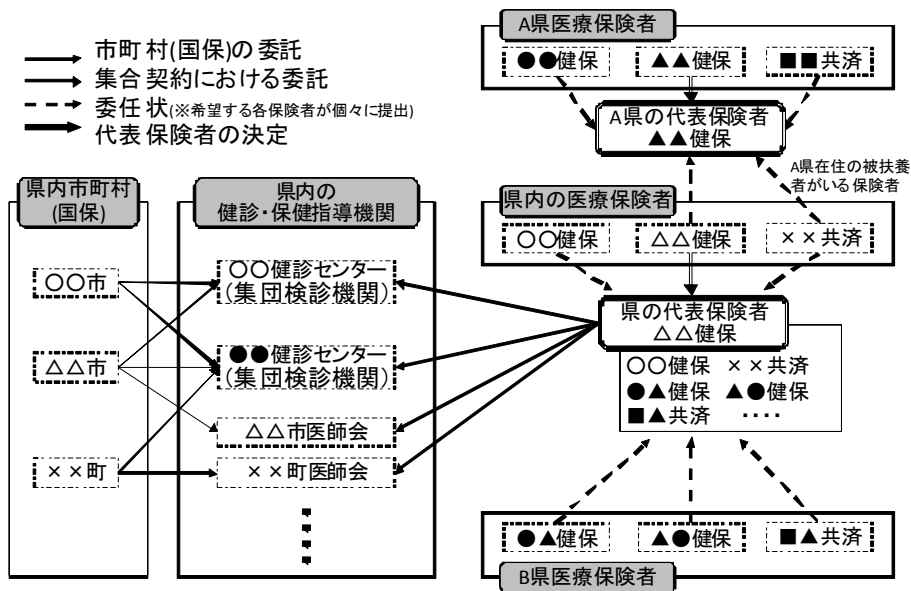 市町村(国保)の委託
集合契約における委託
委任状(※希望する各保険者が個々に提出)
代表保険者の決定
A県医療保険者
●●健保
▲▲健保
■■共済
A県の代表保険者
▲▲健保
A県在住の被扶養
者がいる保険者
県内市町村
(国保)
○○市
△△市
××町
県内の
健診・保健指導機関
○○健診センター
(集団検診機関)
●●健診センター
(集団検診機関)
△△市医師会
××町医師会
県内の医療保険者
○○健保
△△健保
××共済
県の代表保険者
△△健保
○○健保 ××共済
●▲健保 ▲●健保
■▲共済 ････
●▲健保
▲●健保
■▲共済
B県医療保険者